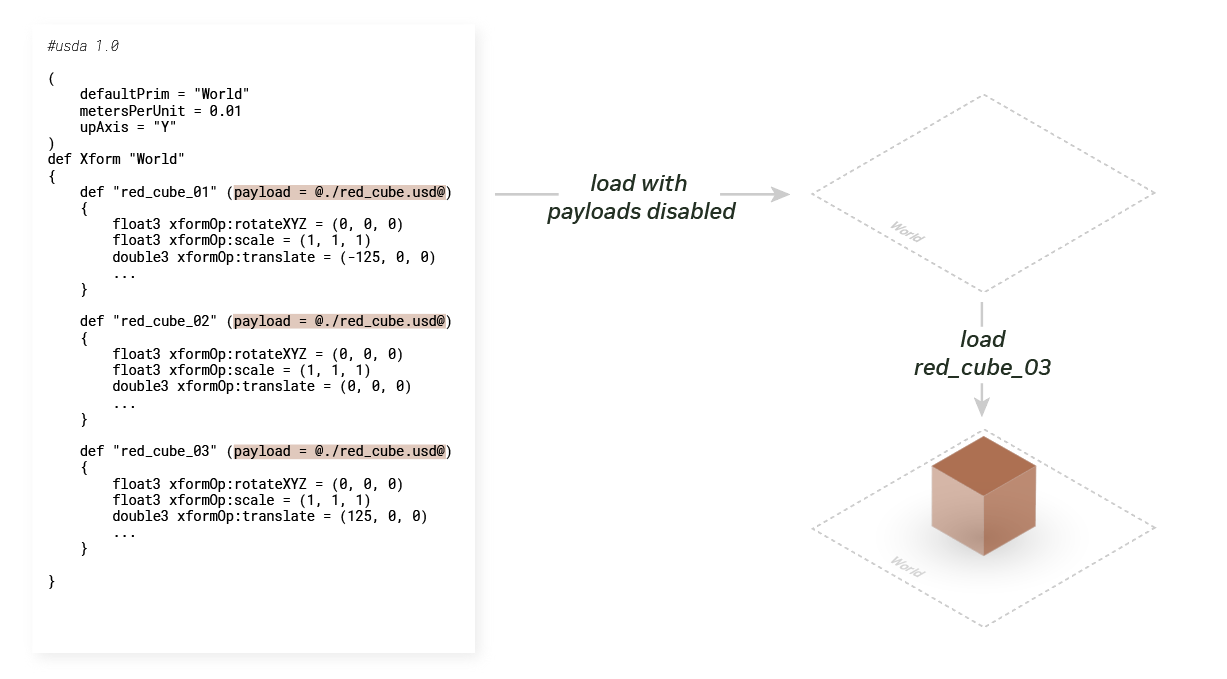 #usda 1.0
(
    defaultPrim = "World"
    metersPerUnit = 0.01
    upAxis = "Y"
)
def Xform "World"
{
    def "red_cube_01" (payload = @./red_cube.usd@)
    {
        float3 xformOp:rotateXYZ = (0, 0, 0)
        float3 xformOp:scale = (1, 1, 1)
        double3 xformOp:translate = (-125, 0, 0)
        ...
    }
    def "red_cube_02" (payload = @./red_cube.usd@)
    {
        float3 xformOp:rotateXYZ = (0, 0, 0)
        float3 xformOp:scale = (1, 1, 1)
        double3 xformOp:translate = (0, 0, 0)
        ...
    }
    def "red_cube_03" (payload = @./red_cube.usd@)
    {
        float3 xformOp:rotateXYZ = (0, 0, 0)
        float3 xformOp:scale = (1, 1, 1)
        double3 xformOp:translate = (125, 0, 0)
        ...
    }
}
load with
payloads disabled
World
load
red_cube_03
World